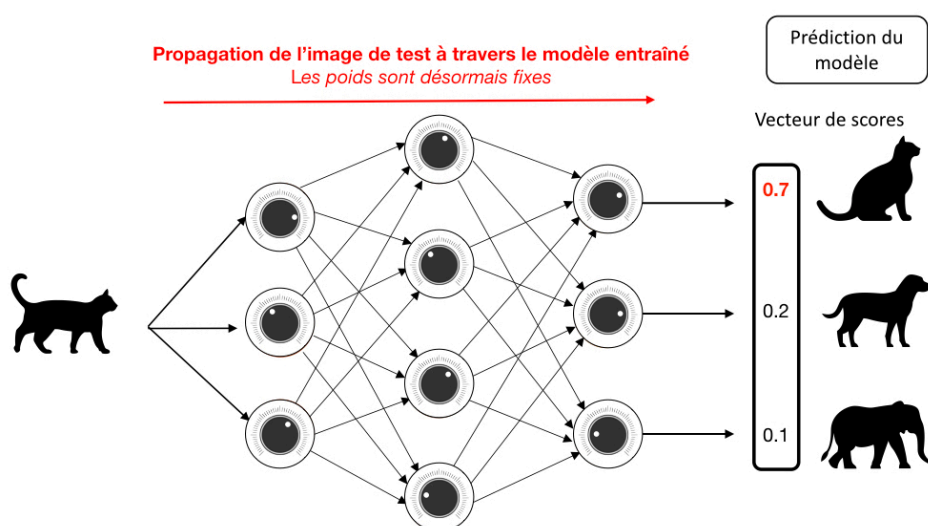 Propagation de l'image de test à travers le modèle entraîné
Les poids sont désormais fixes
Prédiction du
modèle
Vecteur de scores
0.7
0.2
0.1